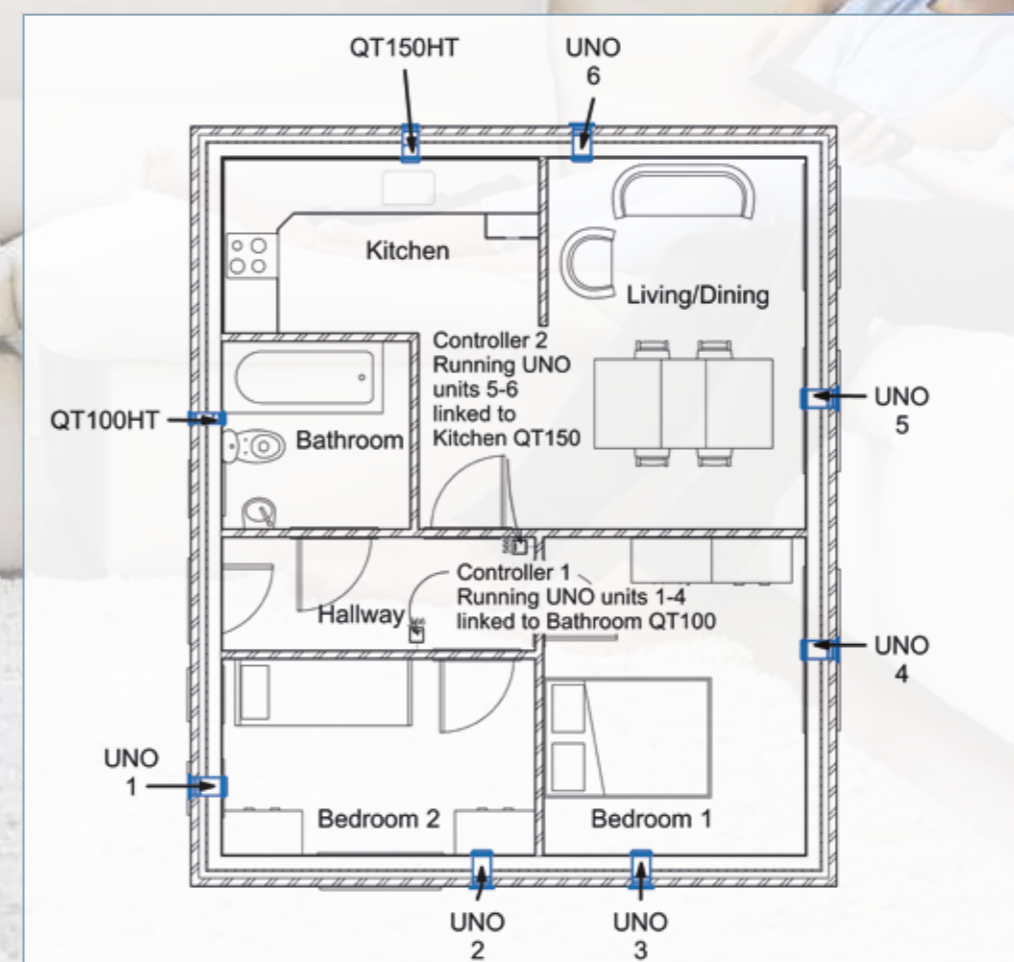 QT150HT
UNO
6
Kitchen
Living/Dining
Controller 2
Running UNO
units 5-6
linked to
Kitchen QT150
UNO
5
QT100HT
Bathroom
Controller 1
Running UNO units 1-4
linked to Bathroom QT100
Hallway
UNO
4
UNO
1
Bedroom 2
Bedroom 1
UNO
2
UNO
3